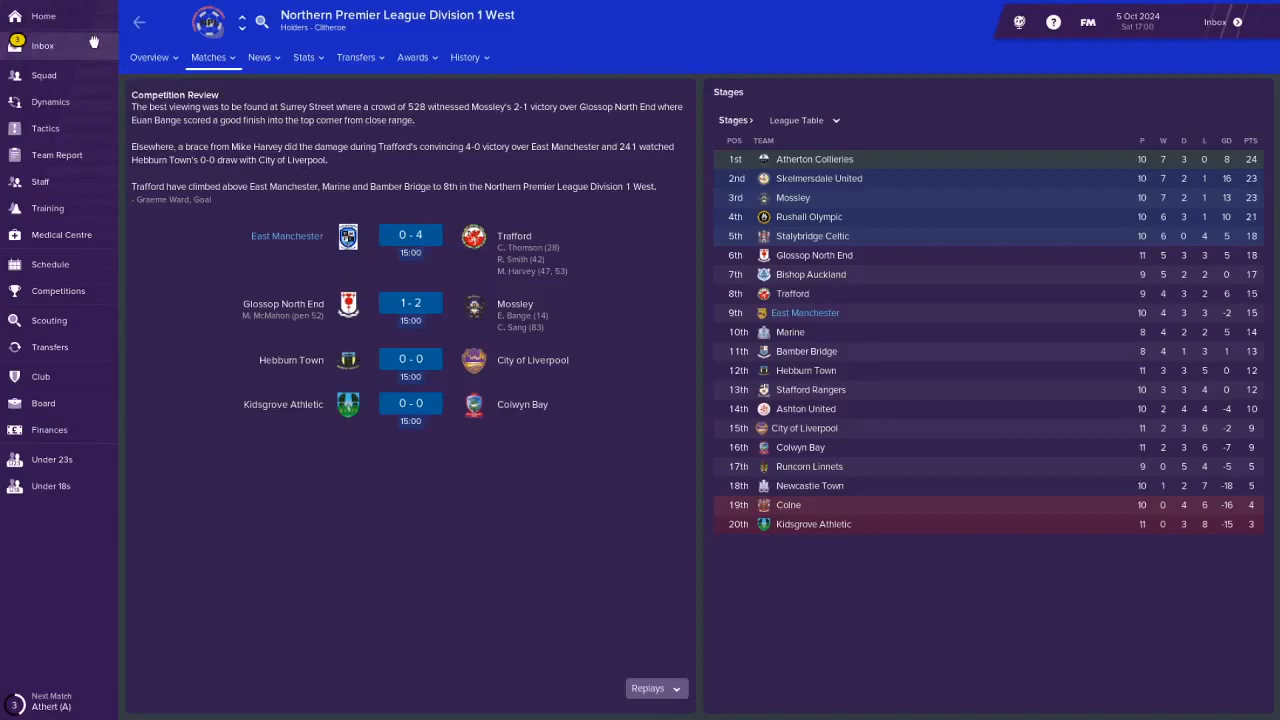 Home
3
Inbox
Squad
Dynamics
Tactics
Team Report
Staff
Training
Medical Centre
Schedule
Competitions
Scouting
Transfers
Club
Board
Finances
U23
Under 23s
U18
Under 18s
3
Next Match
Athert (A)
Northern Premier League Division 1 West
Holders - Clitheroe
? FM
5 Oct 2024
Sat 17:00
Inbox
Overview Matches News Stats Transfers Awards History
Competition Review
The best viewing was to be found at Surrey Street where a crowd of 528 witnessed Mossley's 2-1 victory over Glossop North End where
Euan Bange scored a good finish into the top corner from close range.
Elsewhere, a brace from Mike Harvey did the damage during Trafford's convincing 4-0 victory over East Manchester and 241 watched
Hebburn Town's 0-0 draw with City of Liverpool.
Trafford have climbed above East Manchester, Marine and Bamber Bridge to 8th in the Northern Premier League Division 1 West.
- Graeme Ward, Goal
East Manchester 0 - 4 Trafford
15:00
C. Thomson (28)
R. Smith (42)
M. Harvey (47, 53)
Glossop North End 1 - 2 Mossley
M. McMahon (pen 52) 15:00 E. Bange (14)
C. Sang (83)
Hebburn Town 0 - 0 City of Liverpool
15:00
Kidsgrove Athletic 0 - 0 Colwyn Bay
15:00
Replays
Stages
Stages › League Table
POS TEAM P W D L GD PTS
1st Atherton Collieries 10 7 3 0 8 24
2nd Skelmersdale United 10 7 2 1 16 23
3rd Mossley 10 7 2 1 13 23
4th Rushall Olympic 10 6 3 1 10 21
5th Stalybridge Celtic 10 6 0 4 5 18
6th Glossop North End 11 5 3 3 5 18
7th Bishop Auckland 9 5 2 2 0 17
8th Trafford 9 4 3 2 6 15
9th East Manchester 10 4 3 3 -2 15
10th Marine 8 4 2 2 5 14
11th Bamber Bridge 8 4 1 3 1 13
12th Hebburn Town 11 3 3 5 0 12
13th Stafford Rangers 10 3 3 4 0 12
14th Ashton United 10 2 4 4 -4 10
15th City of Liverpool 11 2 3 6 -2 9
16th Colwyn Bay 11 2 3 6 -7 9
17th Runcorn Linnets 9 0 5 4 -5 5
18th Newcastle Town 10 1 2 7 -18 5
19th Colne 10 0 4 6 -16 4
20th Kidsgrove Athletic 11 0 3 8 -15 3